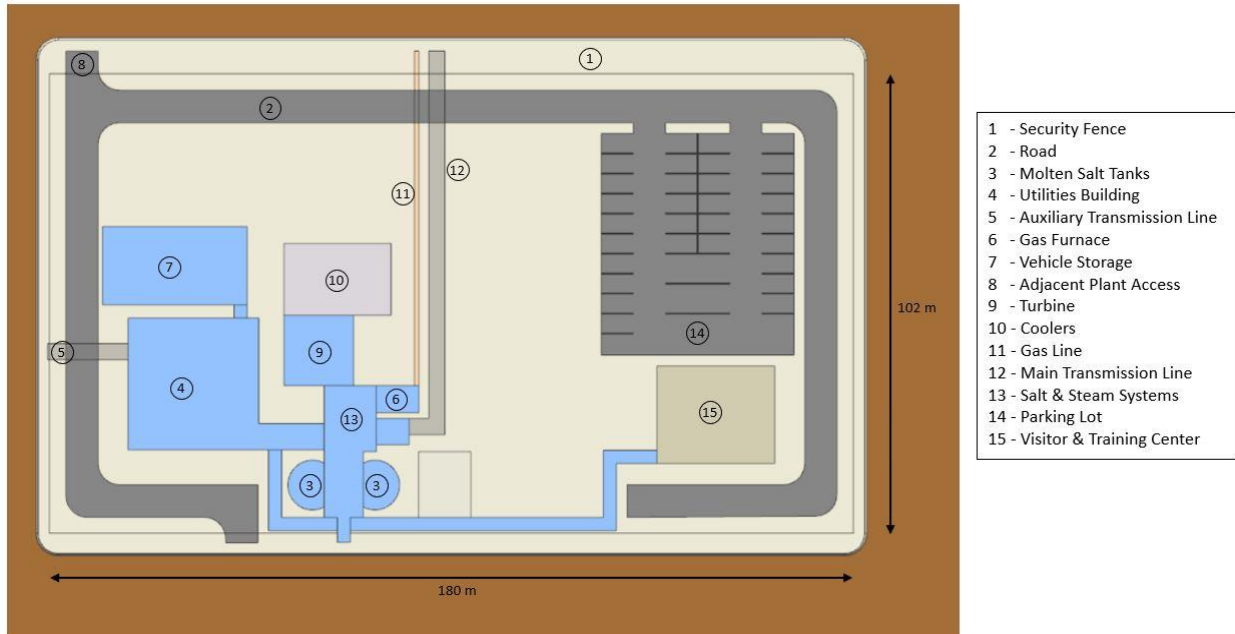 1
8
2
12
11
7
10
102 m
5
9
14
4
6
13
15
3
3
180 m
1 - Security Fence
2 - Road
3 - Molten Salt Tanks
4 - Utilities Building
5 - Auxiliary Transmission Line
6 - Gas Furnace
7 - Vehicle Storage
8 - Adjacent Plant Access
9 - Turbine
10 - Coolers
11 - Gas Line
12 - Main Transmission Line
13 - Salt & Steam Systems
14 - Parking Lot
15 - Visitor & Training Center